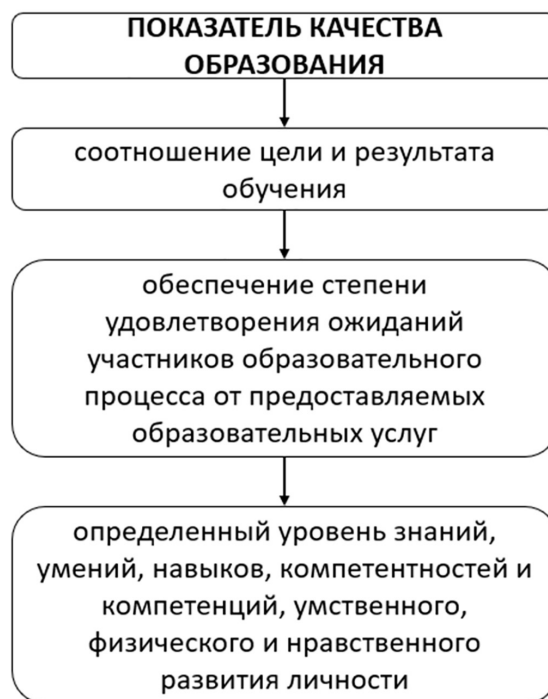 ПОКАЗАТЕЛЬ КАЧЕСТВА
ОБРАЗОВАНИЯ
соотношение цели и результата
обучения
обеспечение степени
удовлетворения ожиданий
участников образовательного
процесса от предоставляемых
образовательных услуг
определенный уровень знаний,
умений, навыков, компетентностей и
компетенций, умственного,
физического и нравственного
развития личности